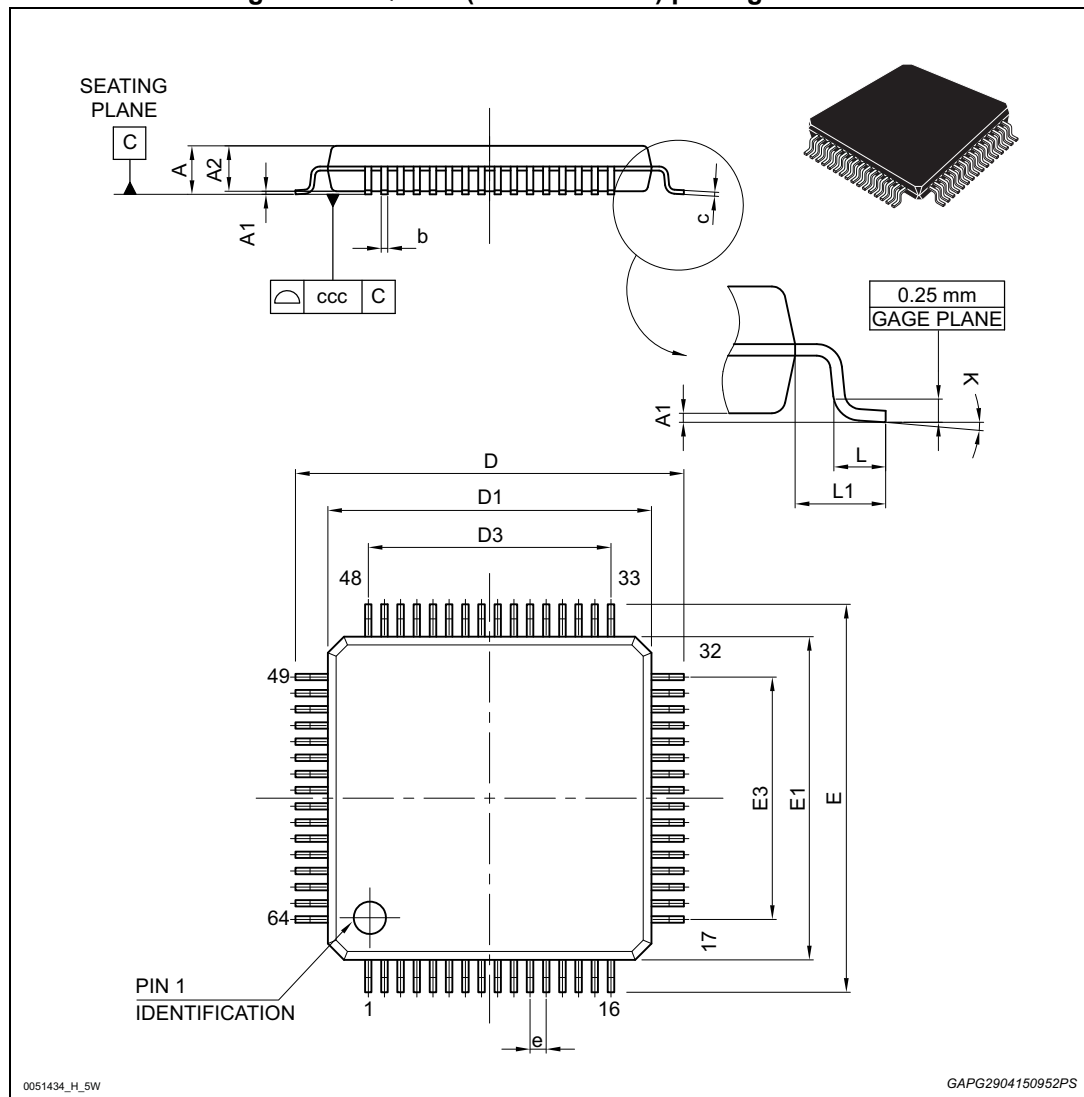 SEATING
PLANE
C
A
A2
A1
b
c
ccc C
0.25 mm
GAGE PLANE
K
A1
L
L1
D
D1
D3
48
33
32
49
E3
E1
E
64
17
PIN 1
IDENTIFICATION
1
16
e
0051434_H_5W
GAPG2904150952PS